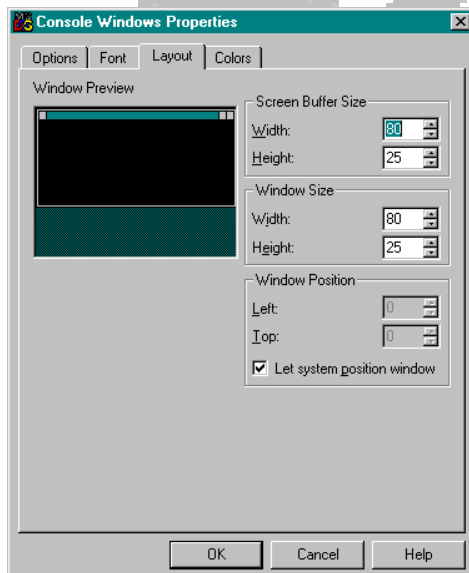 Console Windows Properties
Options Font Layout Colors
Window Preview
Screen Buffer Size
Width: 80
Height: 25
Window Size
Width: 80
Height: 25
Window Position
Left: 0
Top: 0
Let system position window
OK Cancel Help